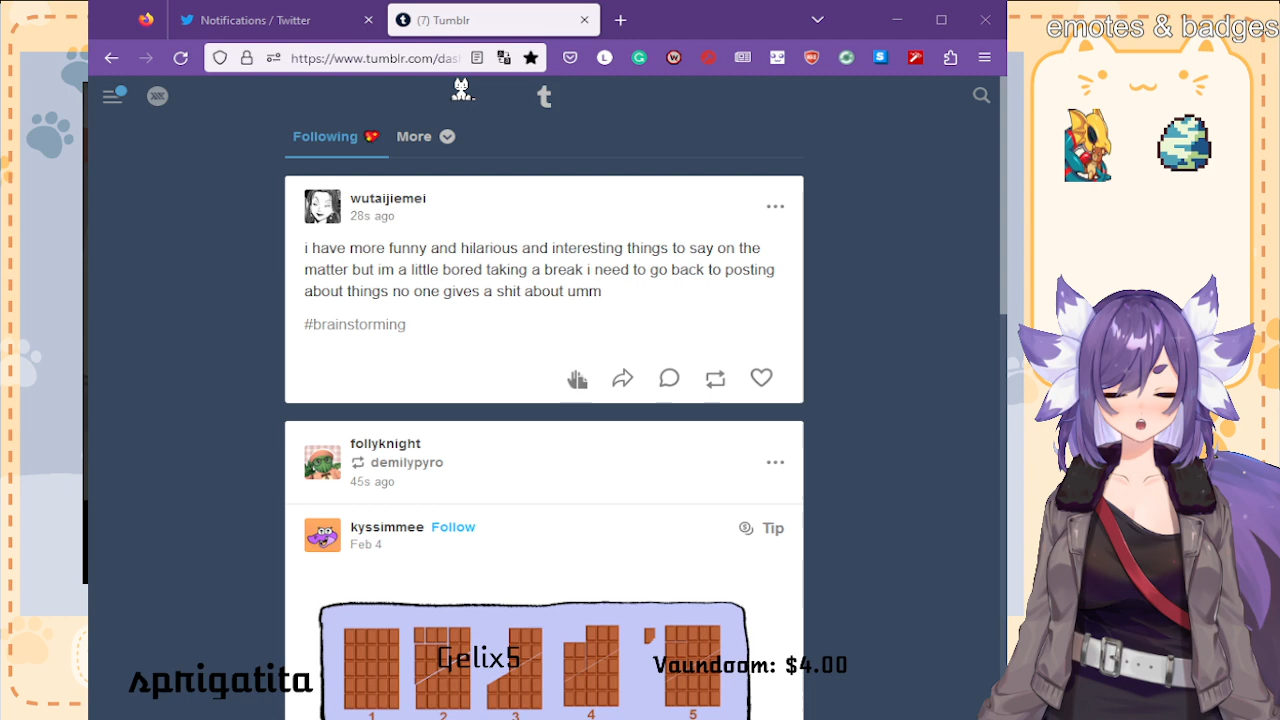 Notifications / Twitter
(7) Tumblr
https://www.tumblr.com/das
emotes & badges
Following
More
wutaijiemei
28s ago
i have more funny and hilarious and interesting things to say on the
matter but im a little bored taking a break i need to go back to posting
about things no one gives a shit about umm
#brainstorming
follyknight
demilypyro
45s ago
kyssimmee Follow
Feb 4
Tip
1 2 3 4 5
sprigatita
Gelix5
Vaundoom: $4.00